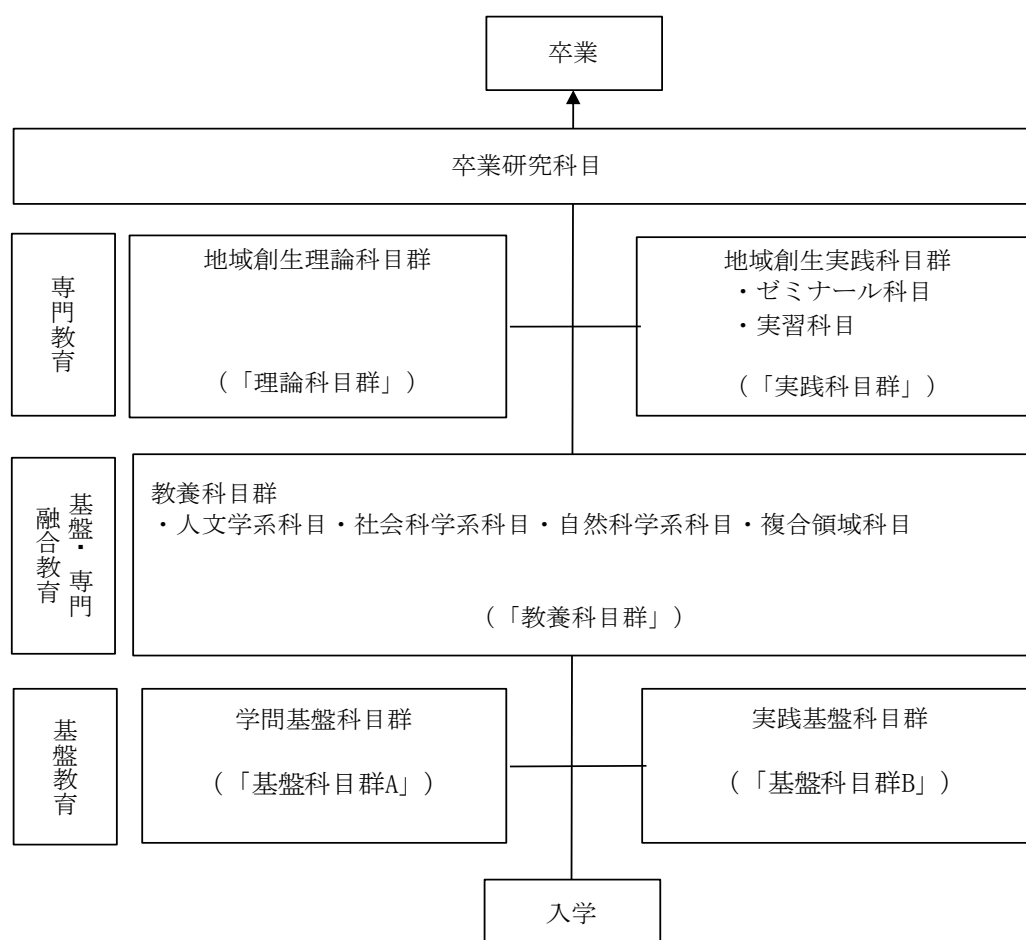 卒業
卒業研究科目
専門教育
地域創生理論科目群
（「理論科目群」）
地域創生実践科目群
・ゼミナール科目
・実習科目
（「実践科目群」）
基盤・専門
融合教育
教養科目群
・人文学系科目・社会科学系科目・自然科学系科目・複合領域科目
（「教養科目群」）
基盤教育
学問基盤科目群
（「基盤科目群A」）
実践基盤科目群
（「基盤科目群B」）
入学